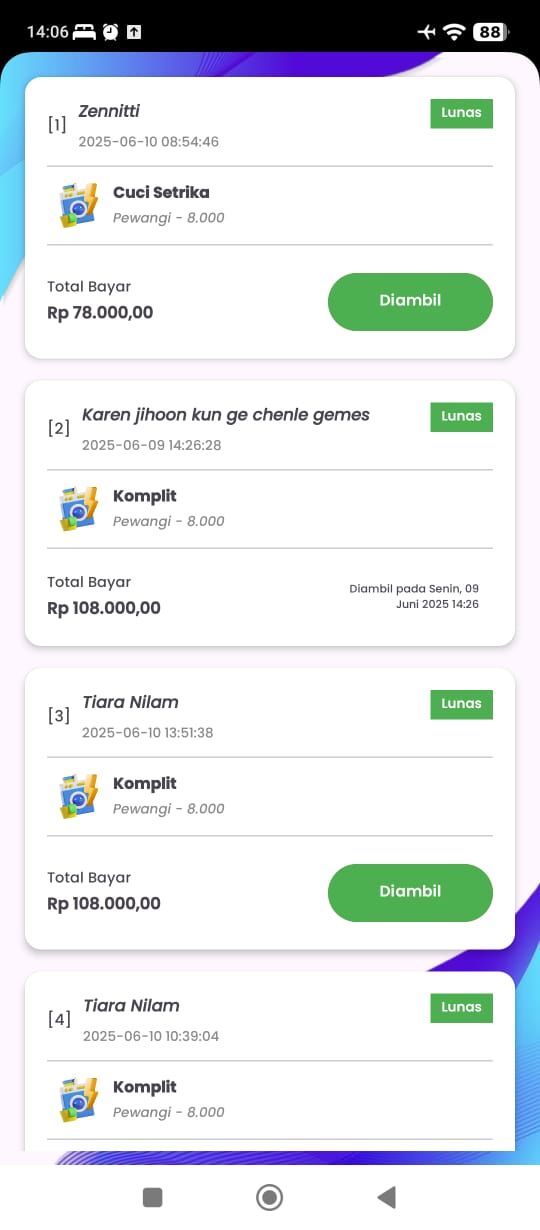 14:06
88
[1]
Zennitti
Lunas
2025-06-10 08:54:46
Cuci Setrika
Pewangi - 8.000
Total Bayar
Rp 78.000,00
Diambil
[2]
Karen jihoon kun ge chenle gemes
Lunas
2025-06-09 14:26:28
Komplit
Pewangi - 8.000
Total Bayar
Rp 108.000,00
Diambil pada Senin, 09
Juni 2025 14:26
[3]
Tiara Nilam
Lunas
2025-06-10 13:51:38
Komplit
Pewangi - 8.000
Total Bayar
Rp 108.000,00
Diambil
[4]
Tiara Nilam
Lunas
2025-06-10 10:39:04
Komplit
Pewangi - 8.000